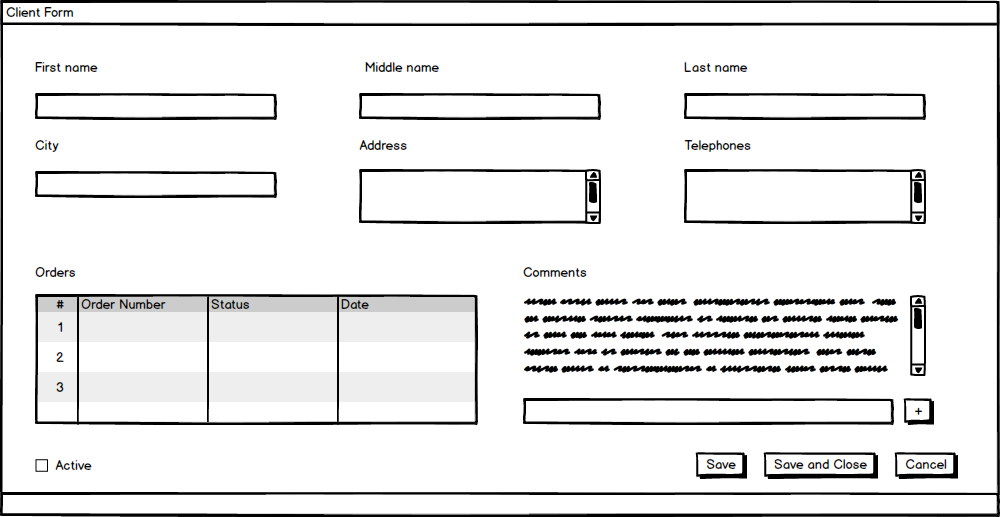 Client Form
First name
Middle name
Last name
City
Address
Telephones
Orders
Comments
# Order Number Status Date
1
2
3
+
Active
Save
Save and Close
Cancel